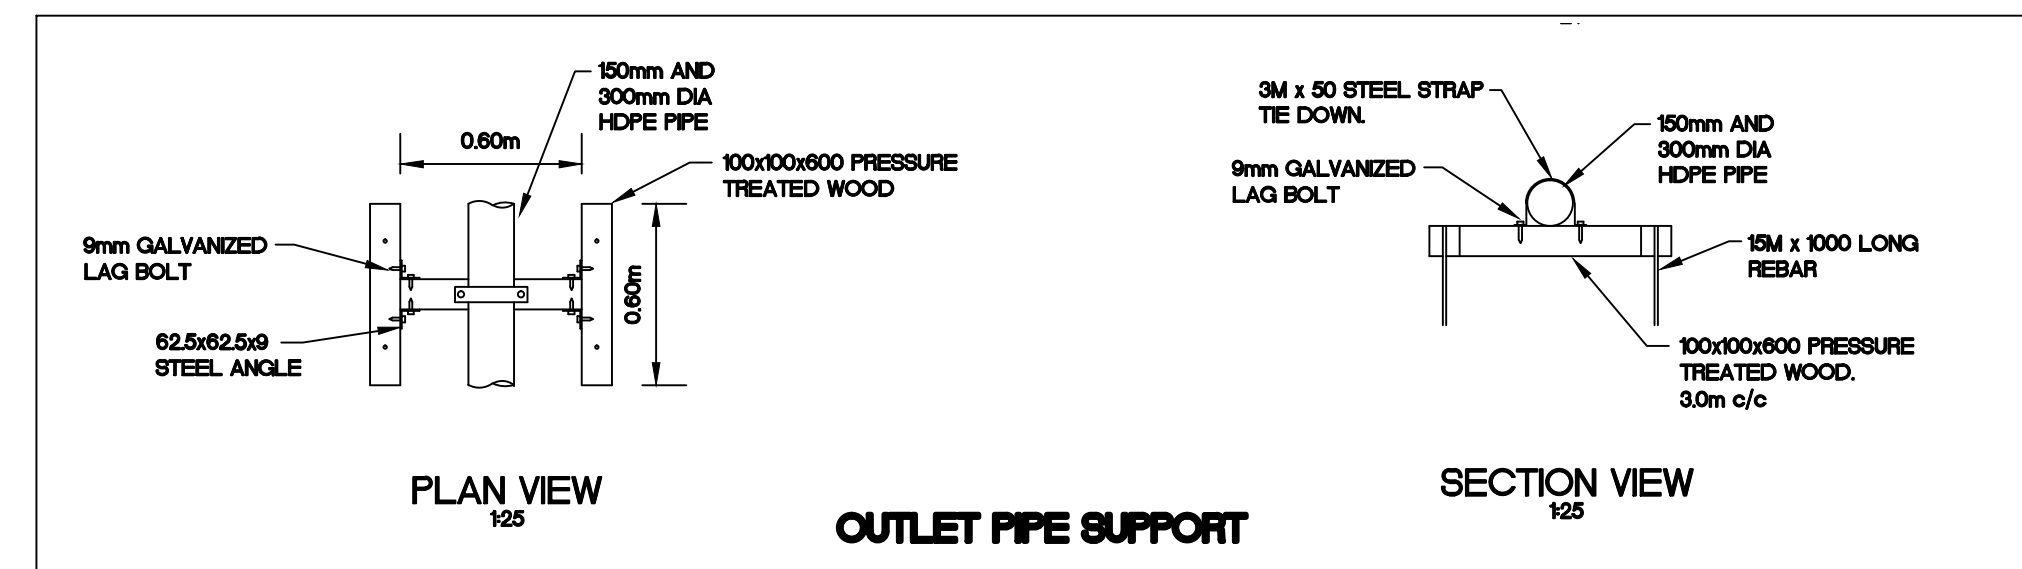 150mm AND
300mm DIA
HDPE PIPE
0.60m
100x100x600 PRESSURE
TREATED WOOD
9mm GALVANIZED
LAG BOLT
0.60m
62.5x62.5x9
STEEL ANGLE
PLAN VIEW
1:25
3M x 50 STEEL STRAP
TIE DOWN.
150mm AND
300mm DIA
HDPE PIPE
9mm GALVANIZED
LAG BOLT
15M x 1000 LONG
REBAR
100x100x600 PRESSURE
TREATED WOOD.
3.0m c/c
SECTION VIEW
1:25
OUTLET PIPE SUPPORT